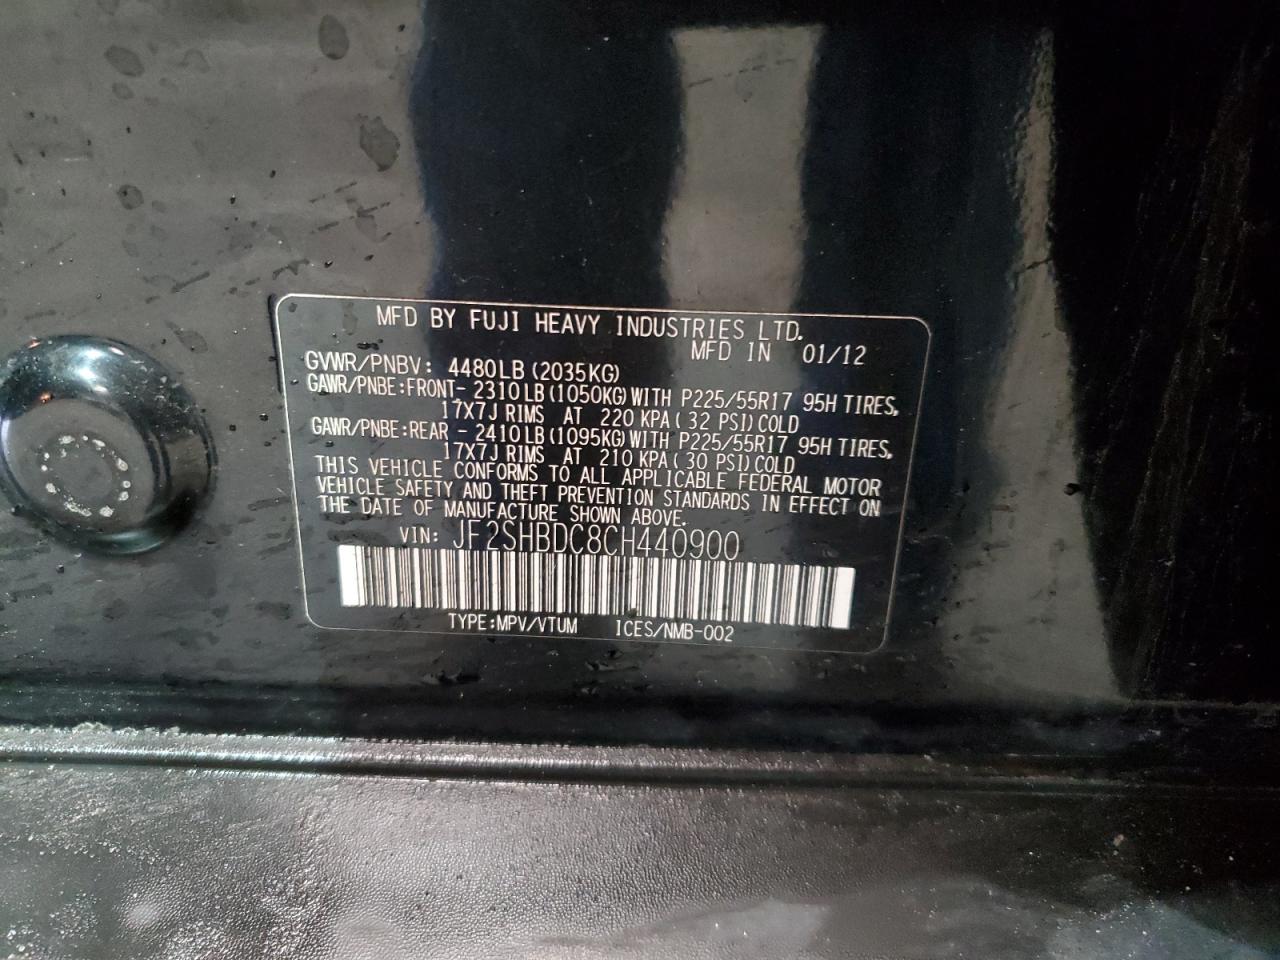 MFD BY FUJI HEAVY INDUSTRIES LTD.
MFD IN 01/12
GVWR/PNBV: 4480LB (2035KG)
GAWR/PNBE:FRONT- 2310LB (1050KG) WITH P225/55R17 95H TIRES,
17X7J RIMS AT 220 KPA ( 32 PSI) COLD
GAWR/PNBE:REAR - 2410LB (1095KG) WITH P225/55R17 95H TIRES,
17X7J RIMS AT 210 KPA ( 30 PSI) COLD
THIS VEHICLE CONFORMS TO ALL APPLICABLE FEDERAL MOTOR
VEHICLE SAFETY AND THEFT PREVENTION STANDARDS IN EFFECT ON
THE DATE OF MANUFACTURE SHOWN ABOVE.
VIN: JF2SHBDC8CH440900
TYPE:MPV/VTUM ICES/NMB-002